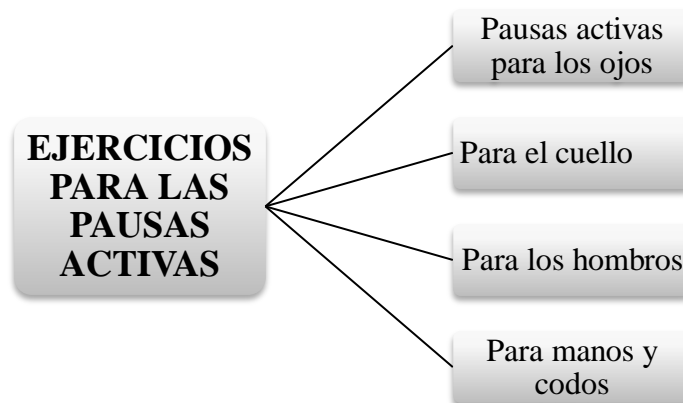 EJERCICIOS
PARA LAS
PAUSAS
ACTIVAS
Pausas activas
para los ojos
Para el cuello
Para los hombros
Para manos y
codos